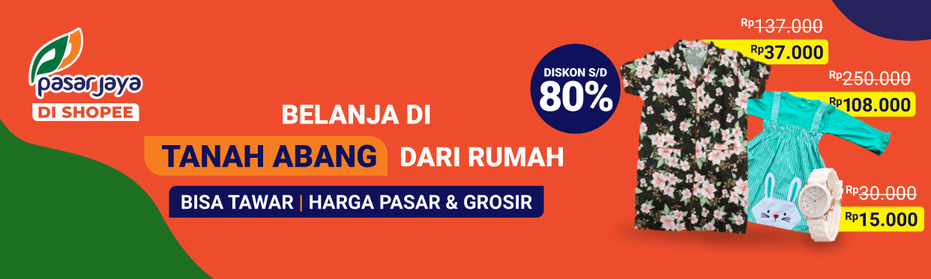 pasarjaya
DI SHOPEE
BELANJA DI
TANAH ABANG DARI RUMAH
BISA TAWAR | HARGA PASAR & GROSIR
DISKON S/D
80%
Rp137.000
Rp37.000
Rp250.000
Rp108.000
Rp30.000
Rp15.000